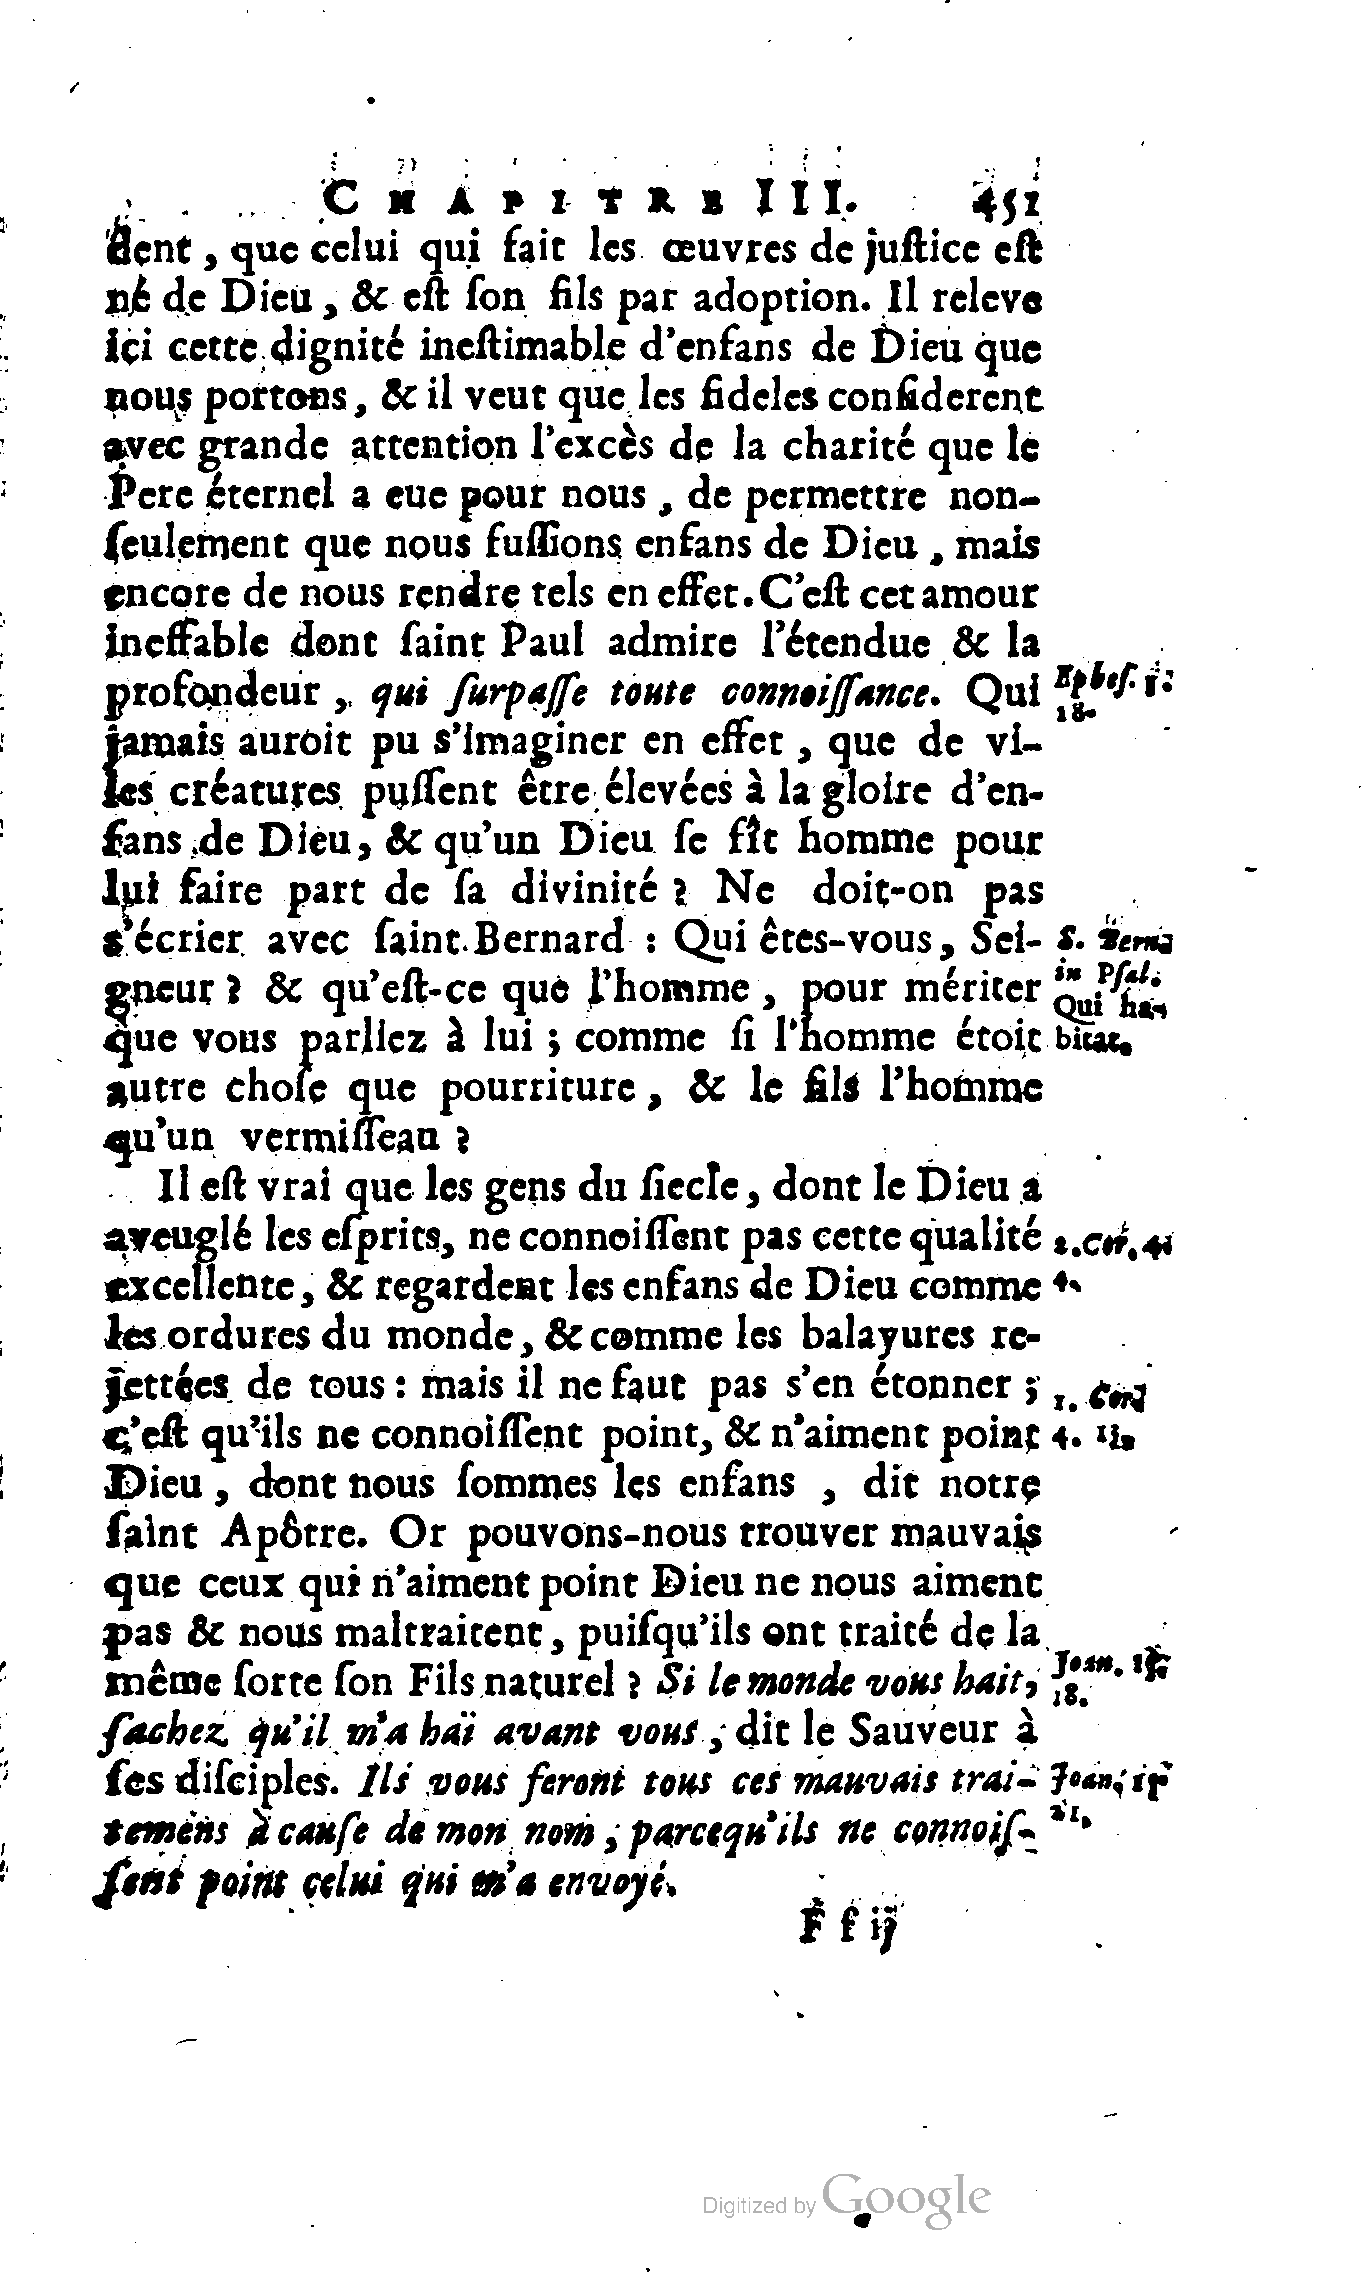 CHAPITRE III. 451
dent, que celui qui fait les œuvres de juſtice eſt
né de Dieu, & eſt ſon fils par adoption. Il releve
ici cette dignité ineſtimable d'enfans de Dieu que
nous portons, & il veut que les fideles conſiderent
avec grande attention l'excès de la charité que le
Pere éternel a eue pour nous, de permettre non-
ſeulement que nous fuſſions enfans de Dieu, mais
encore de nous rendre tels en effet. C'eſt cet amour
ineffable dont ſaint Paul admire l'étendue & la
profondeur, qui ſurpaſſe toute connoiſſance. Qui
Epheſ.
18.
jamais auroit pu s'imaginer en effet, que de vi-
les créatures puſſent être élevées à la gloire d'en-
fans de Dieu, & qu'un Dieu ſe fît homme pour
lui faire part de ſa divinité ? Ne doit-on pas
s'écrier avec ſaint Bernard : Qui êtes-vous, Sei-
gneur ? & qu'eſt-ce que l'homme, pour mériter
que vous parliez à lui ; comme ſi l'homme étoit
S. Bern.
in Pſal.
Qui ha-
bitat.
autre choſe que pourriture, & le fils l'homme
qu'un vermiſſeau ?
Il eſt vrai que les gens du ſiecle, dont le Dieu a
aveuglé les eſprits, ne connoiſſent pas cette qualité
excellente, & regardent les enfans de Dieu comme
2. Cor. 4.
4.
les ordures du monde, & comme les balayures re-
jettées de tous : mais il ne faut pas s'en étonner ;
c'eſt qu'ils ne connoiſſent point, & n'aiment point
1. Cor.
4.
Dieu, dont nous ſommes les enfans, dit notre
ſaint Apôtre. Or pouvons-nous trouver mauvais
que ceux qui n'aiment point Dieu ne nous aiment
pas & nous maltraitent, puiſqu'ils ont traité de la
même ſorte ſon Fils naturel ? Si le monde vous hait,
Joan.
18.
ſachez qu'il m'a haï avant vous, dit le Sauveur à
ſes diſciples. Ils vous feront tous ces mauvais trai-
temens à cauſe de mon nom, parcequ'ils ne connoiſ-
Joan.
21.
ſent point celui qui m'a envoyé.
F f ij
Digitized by Google